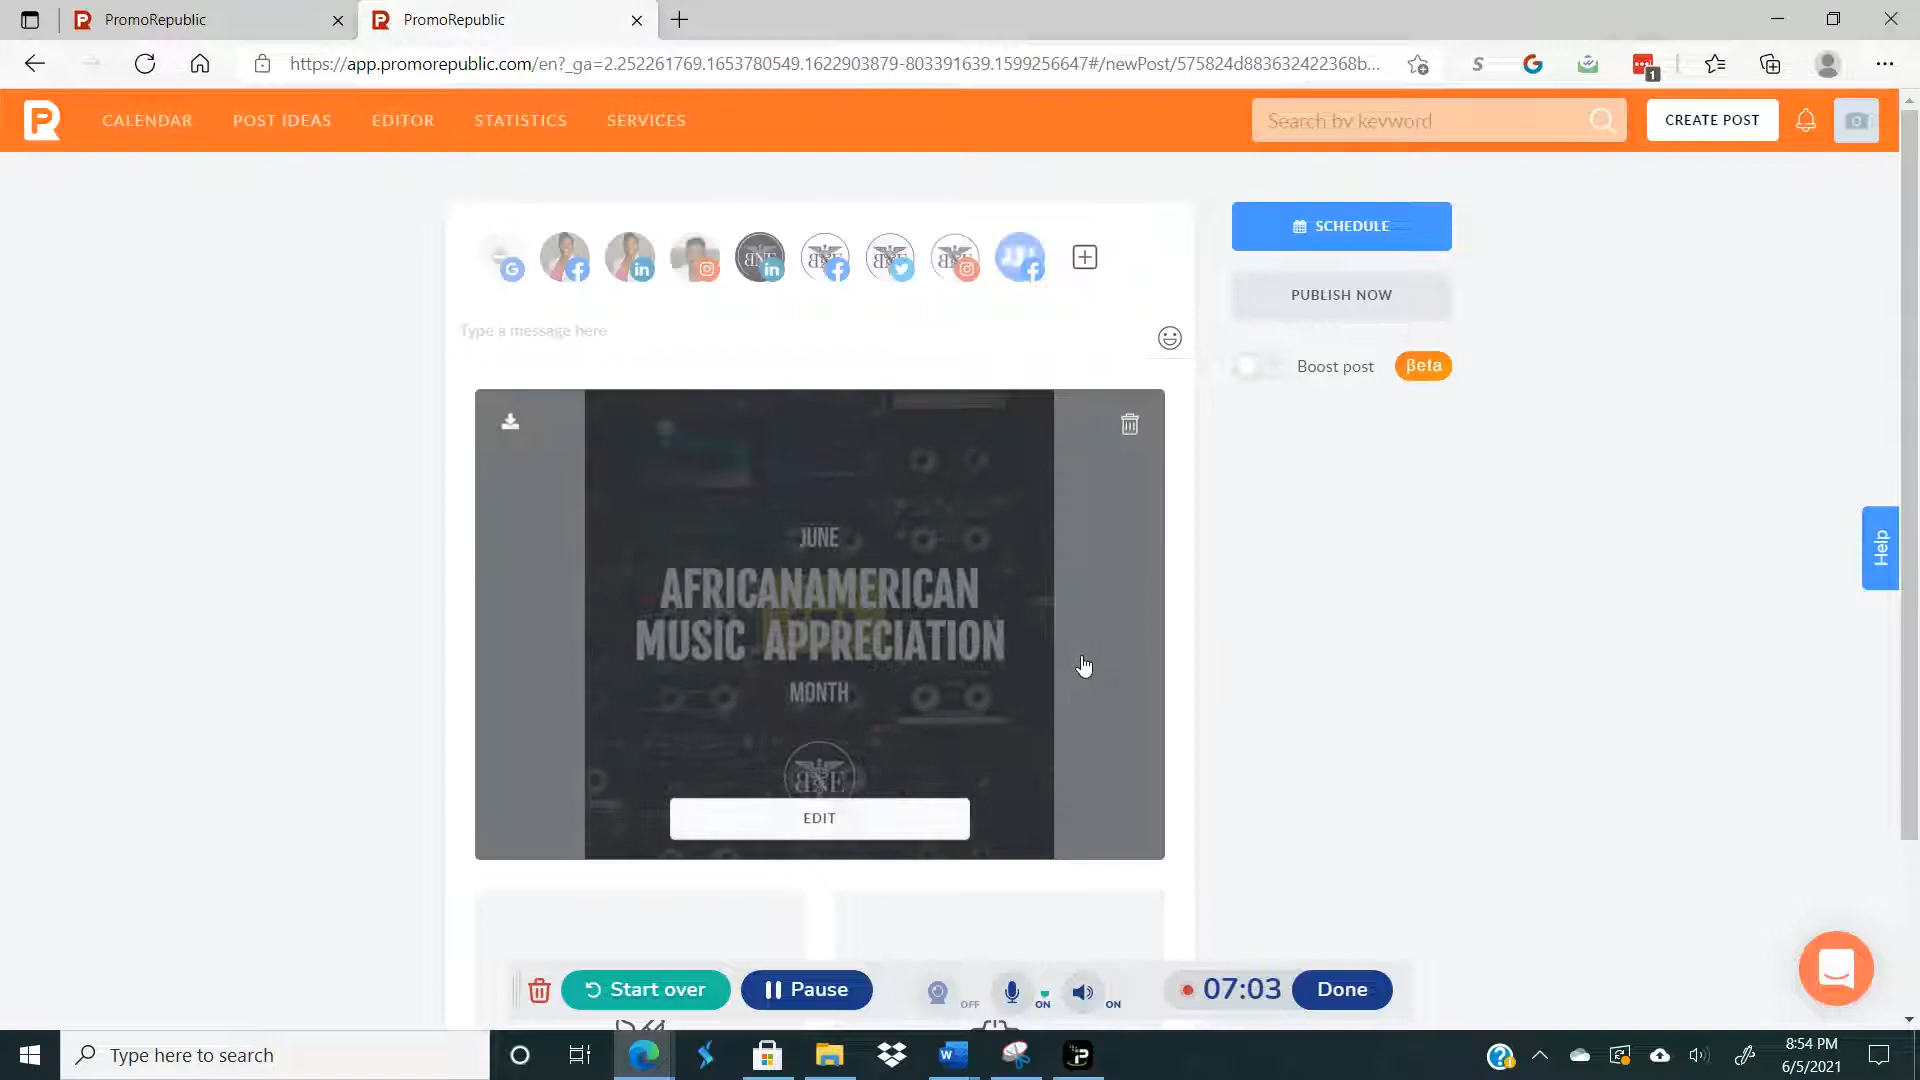 PromoRepublic
PromoRepublic
https://app.promorepublic.com/en?_ga=2.252261769.1653780549.1622903879-803391639.1599256647#/newPost/575824d883632422368b...
CALENDAR
POST IDEAS
EDITOR
STATISTICS
SERVICES
Search by keyword
CREATE POST
SCHEDULE
PUBLISH NOW
Boost post
βeta
Type a message here
JUNE
AFRICANAMERICAN
MUSIC APPRECIATION
MONTH
EDIT
Help
Start over
Pause
OFF
ON
ON
07:03
Done
Type here to search
8:54 PM
6/5/2021